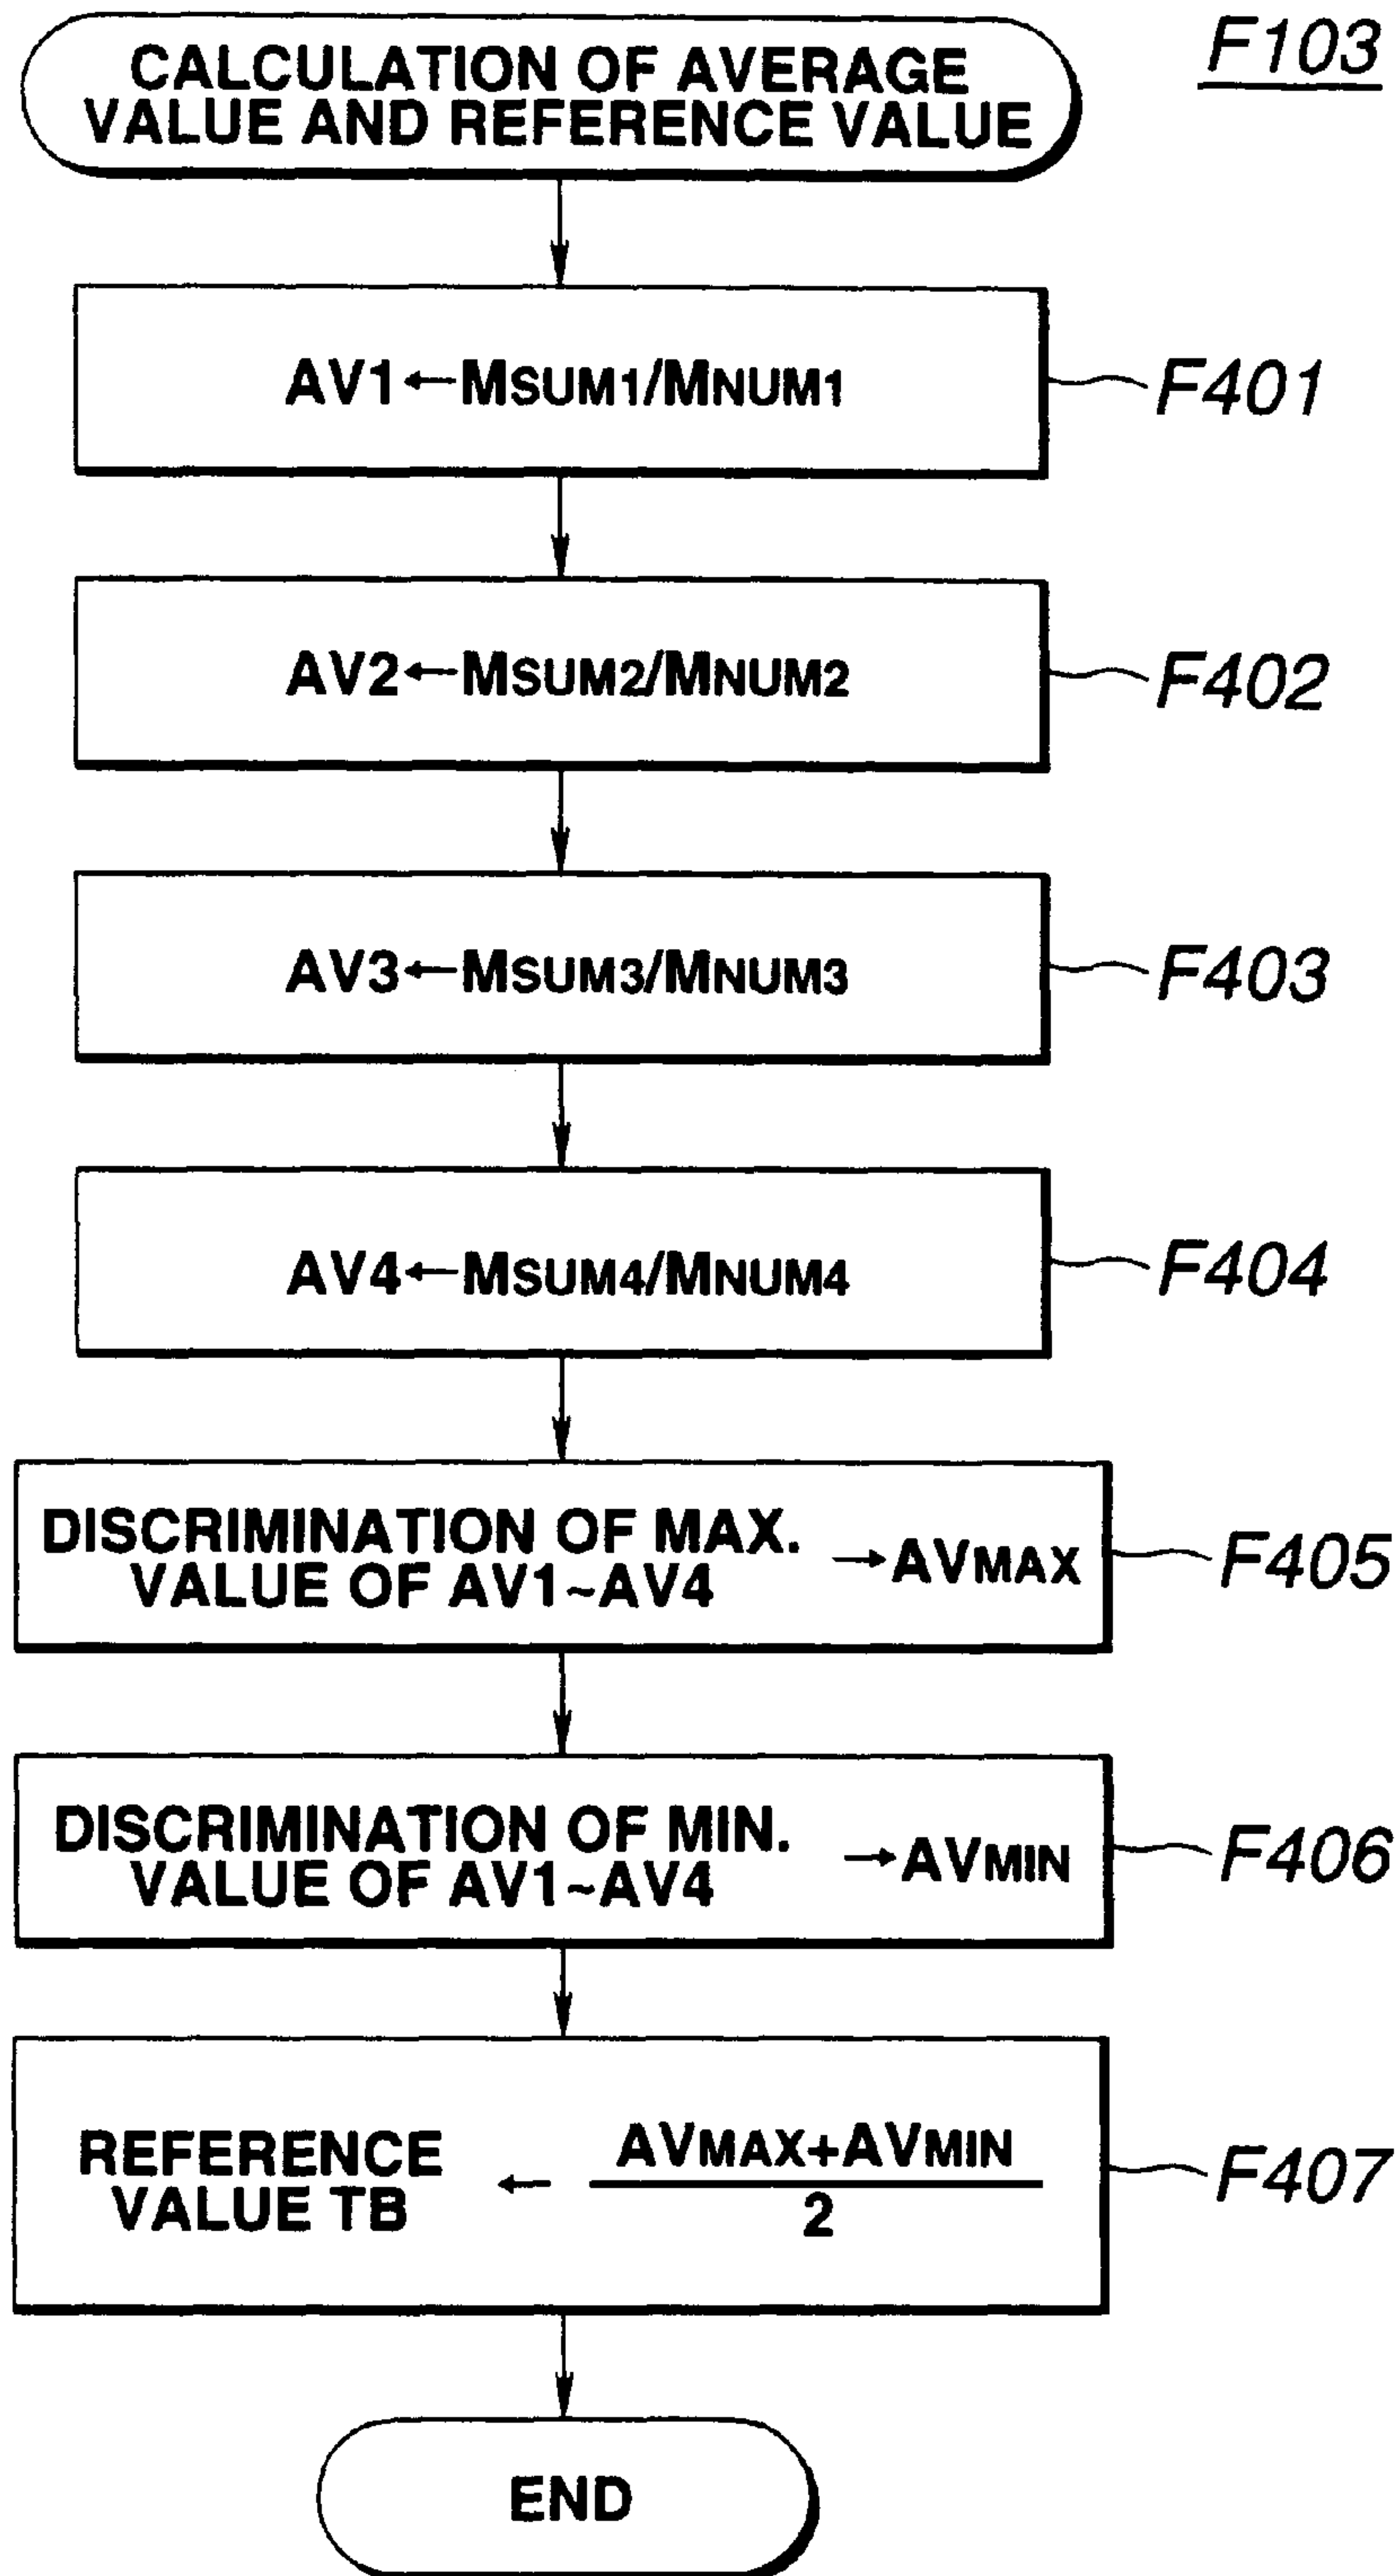 F103
CALCULATION OF AVERAGE
VALUE AND REFERENCE VALUE
AV1←MSUM1/MNUM1
F401
AV2←MSUM2/MNUM2
F402
AV3←MSUM3/MNUM3
F403
AV4←MSUM4/MNUM4
F404
DISCRIMINATION OF MAX.
VALUE OF AV1~AV4
→AVMAX
F405
DISCRIMINATION OF MIN.
VALUE OF AV1~AV4
→AVMIN
F406
REFERENCE
VALUE TB
←
AVMAX+AVMIN
2
F407
END